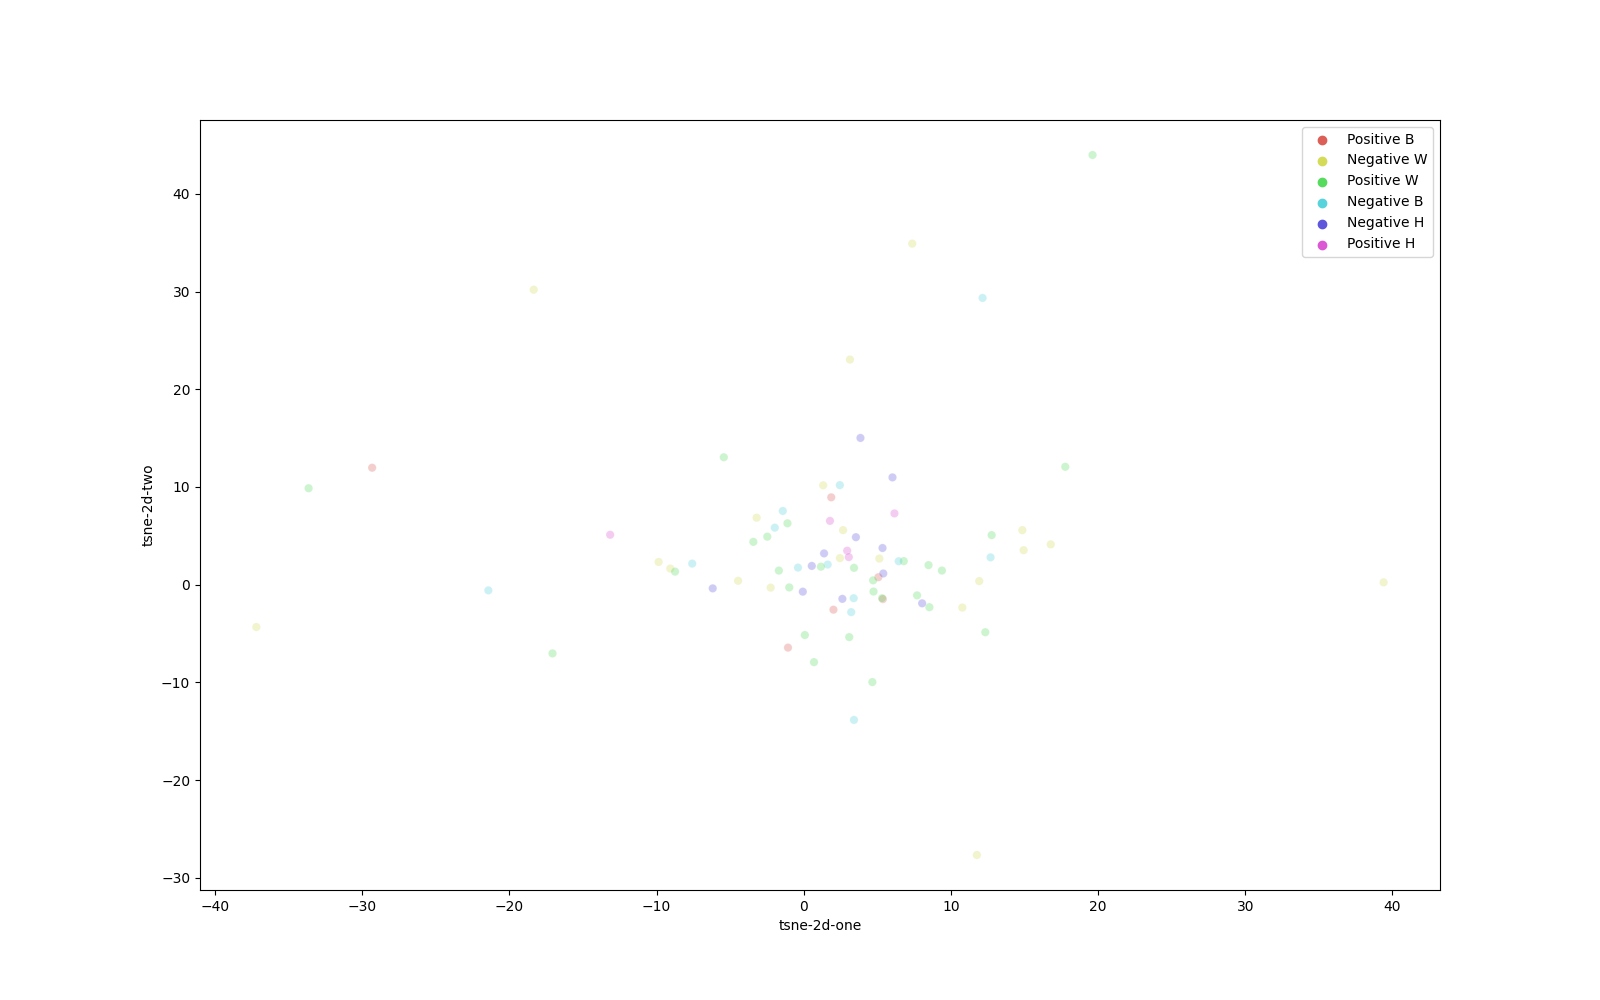 Positive B
Negative W
Positive W
Negative B
Negative H
Positive H
40
30
20
10
0
−10
−20
−30
tsne-2d-two
−40 −30 −20 −10 0 10 20 30 40
tsne-2d-one